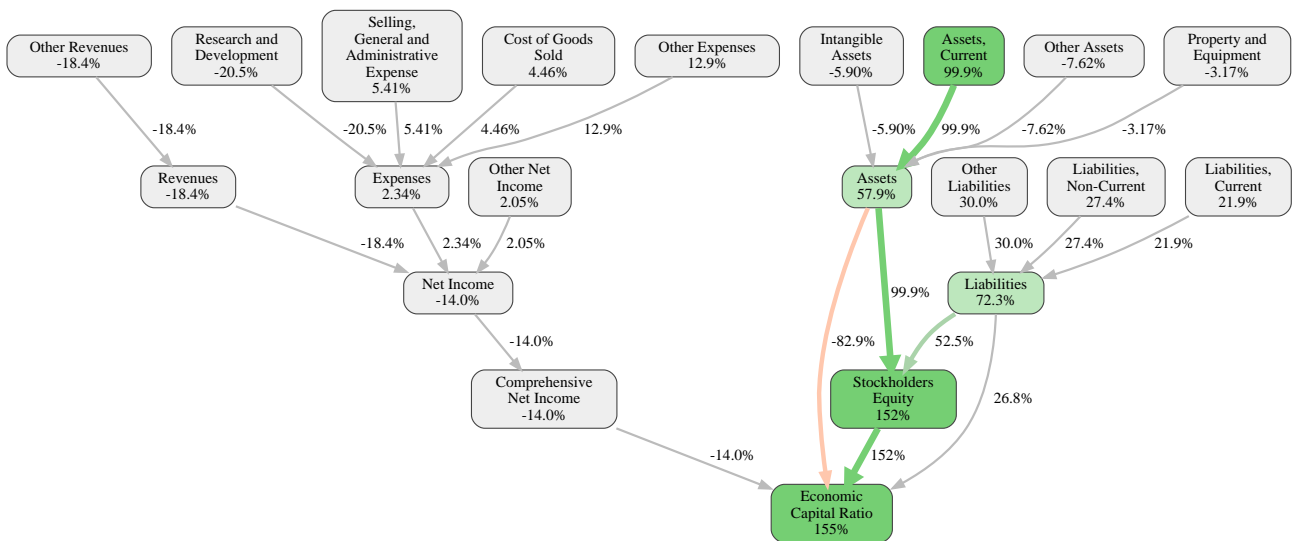 Other Revenues
-18.4%
Research and
Development
-20.5%
Selling,
General and
Administrative
Expense
5.41%
Cost of Goods
Sold
4.46%
Other Expenses
12.9%
Intangible
Assets
-5.90%
Assets,
Current
99.9%
Other Assets
-7.62%
Property and
Equipment
-3.17%
-18.4%
-20.5%
5.41%
4.46%
12.9%
-5.90%
99.9%
-7.62%
-3.17%
Revenues
-18.4%
Expenses
2.34%
Other Net
Income
2.05%
Assets
57.9%
Other
Liabilities
30.0%
Liabilities,
Non-Current
27.4%
Liabilities,
Current
21.9%
-18.4%
2.34%
2.05%
30.0%
27.4%
21.9%
Net Income
-14.0%
99.9%
Liabilities
72.3%
-14.0%
-82.9%
52.5%
Comprehensive
Net Income
-14.0%
Stockholders
Equity
152%
26.8%
-14.0%
152%
Economic
Capital Ratio
155%